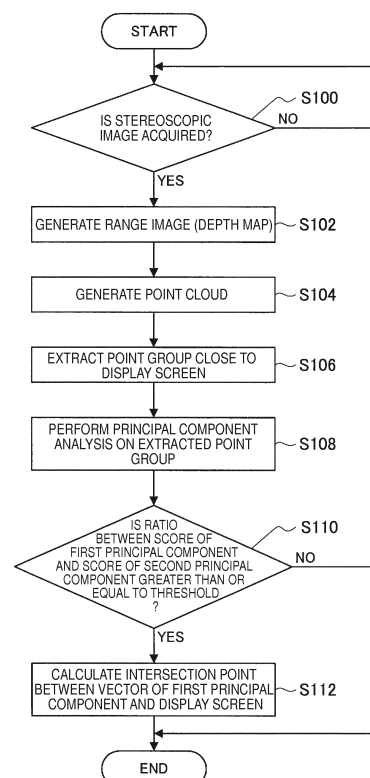 START
IS STEREOSCOPIC
IMAGE ACQUIRED?
S100
NO
YES
GENERATE RANGE IMAGE (DEPTH MAP)
S102
GENERATE POINT CLOUD
S104
EXTRACT POINT GROUP CLOSE TO
DISPLAY SCREEN
S106
PERFORM PRINCIPAL COMPONENT
ANALYSIS ON EXTRACTED POINT
GROUP
S108
IS RATIO
BETWEEN SCORE OF
FIRST PRINCIPAL COMPONENT
AND SCORE OF SECOND PRINCIPAL
COMPONENT GREATER THAN OR
EQUAL TO THRESHOLD
?
S110
NO
YES
CALCULATE INTERSECTION POINT
BETWEEN VECTOR OF FIRST PRINCIPAL
COMPONENT AND DISPLAY SCREEN
S112
END